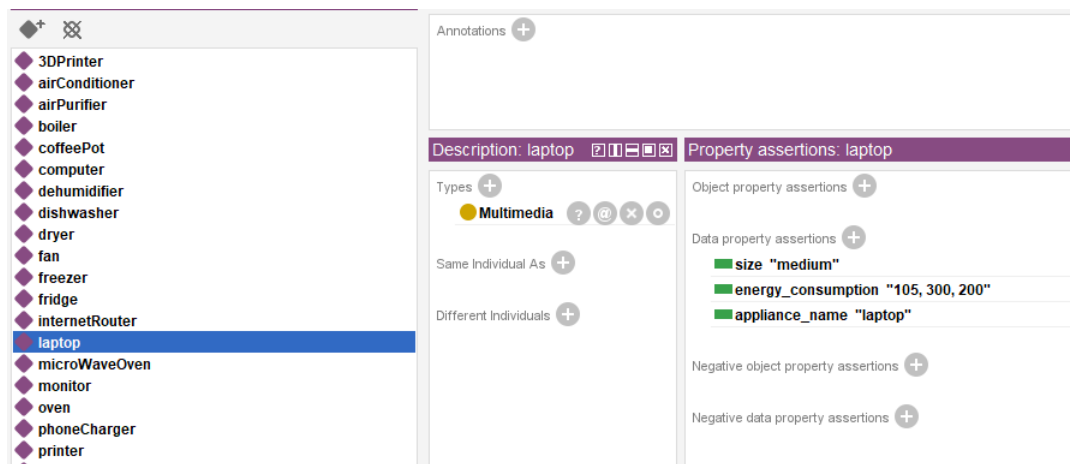 3DPrinter
airConditioner
airPurifier
boiler
coffeePot
computer
dehumidifier
dishwasher
dryer
fan
freezer
fridge
internetRouter
laptop
microWaveOven
monitor
oven
phoneCharger
printer
Annotations
Description: laptop
Types
Multimedia
Same Individual As
Different Individuals
Property assertions: laptop
Object property assertions
Data property assertions
size "medium"
energy_consumption "105, 300, 200"
appliance_name "laptop"
Negative object property assertions
Negative data property assertions